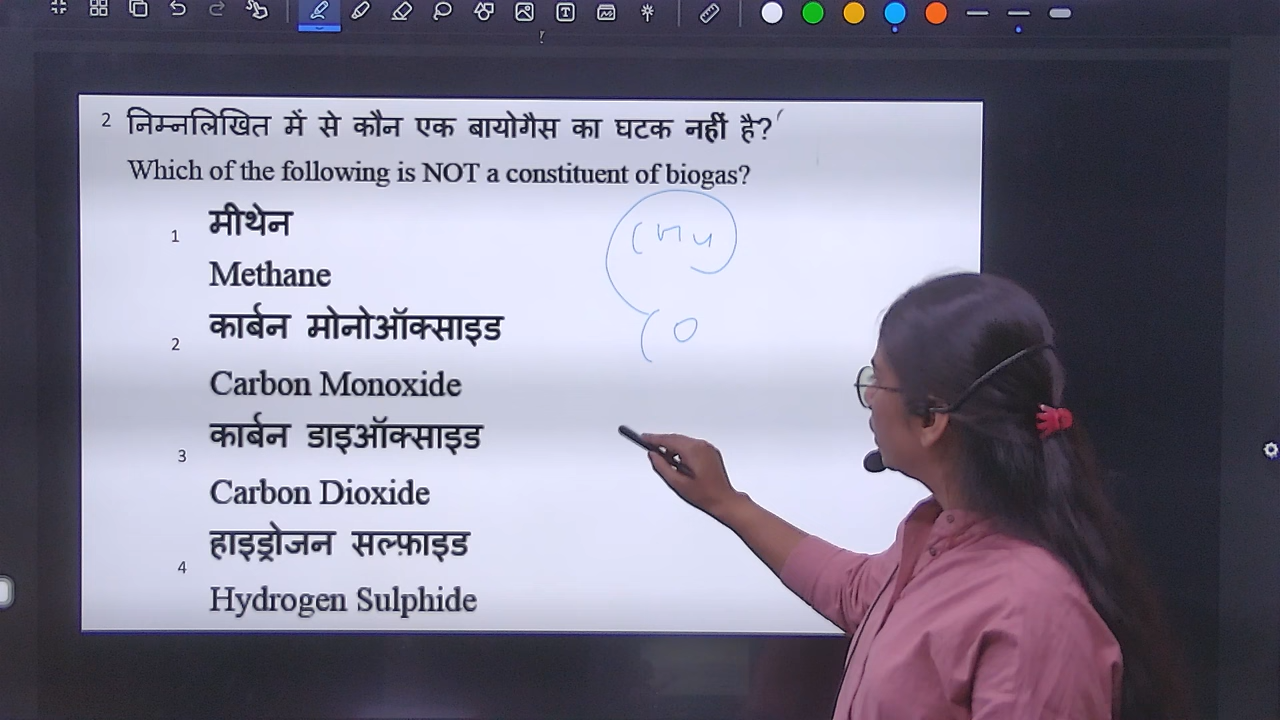 2 निम्नलिखित में से कौन एक बायोगैस का घटक नहीं है?
Which of the following is NOT a constituent of biogas?
1 मीथेन
Methane
2 कार्बन मोनोऑक्साइड
Carbon Monoxide
3 कार्बन डाइऑक्साइड
Carbon Dioxide
4 हाइड्रोजन सल्फ़ाइड
Hydrogen Sulphide
CH4
CO